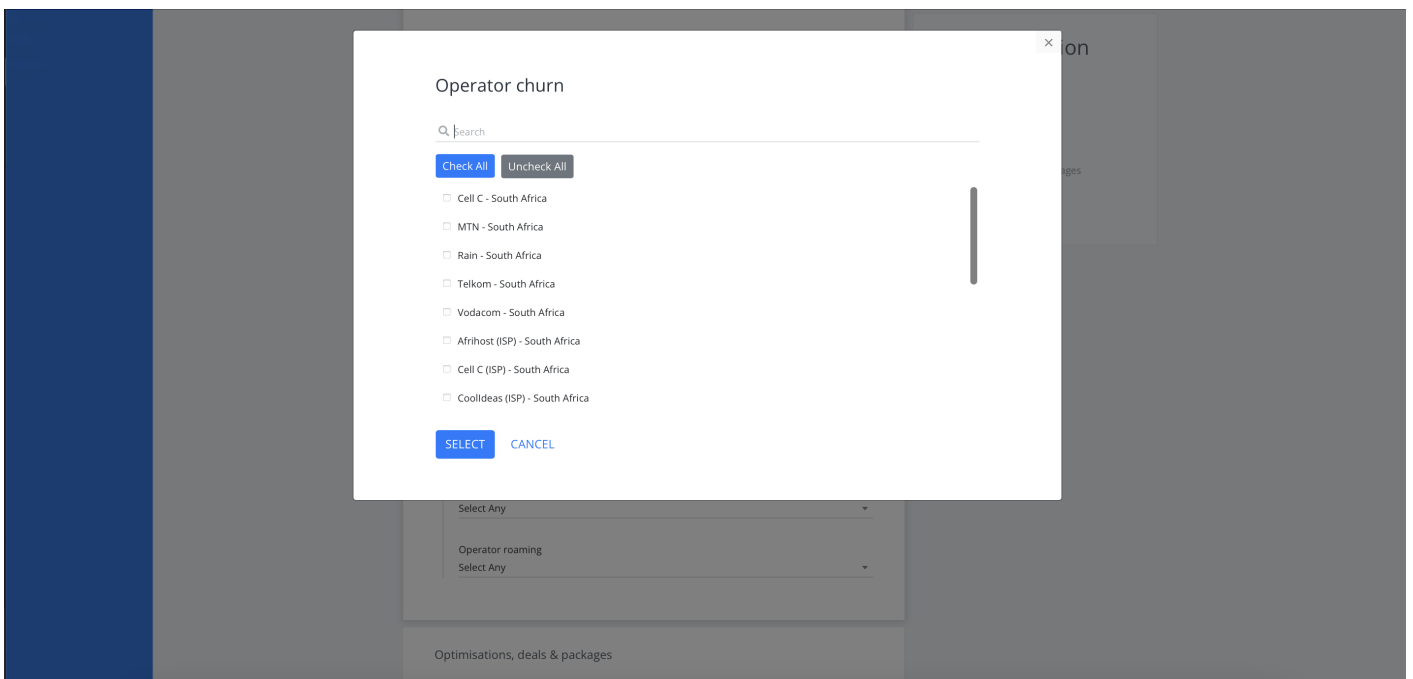 ×
ion
Operator churn
Search
Check All
Uncheck All
ages
Cell C - South Africa
MTN - South Africa
Rain - South Africa
Telkom - South Africa
Vodacom - South Africa
Afrihost (ISP) - South Africa
Cell C (ISP) - South Africa
CoolIdeas (ISP) - South Africa
SELECT
CANCEL
Select Any
Operator roaming
Select Any
Optimisations, deals & packages